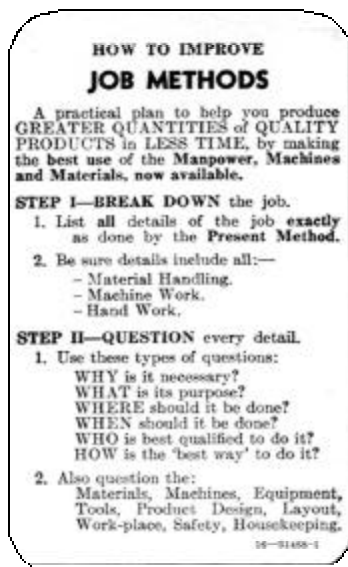 HOW TO IMPROVE
JOB METHODS
A practical plan to help you produce
GREATER QUANTITIES of QUALITY
PRODUCTS in LESS TIME, by making
the best use of the Manpower, Machines
and Materials, now available.
STEP I—BREAK DOWN the job.
1. List all details of the job exactly
as done by the Present Method.
2. Be sure details include all:—
- Material Handling.
- Machine Work.
- Hand Work.
STEP II—QUESTION every detail.
1. Use these types of questions:
WHY is it necessary?
WHAT is its purpose?
WHERE should it be done?
WHEN should it be done?
WHO is best qualified to do it?
HOW is the 'best way' to do it?
2. Also question the:
Materials, Machines, Equipment,
Tools, Product Design, Layout,
Work-place, Safety, Housekeeping.
16—31458-1